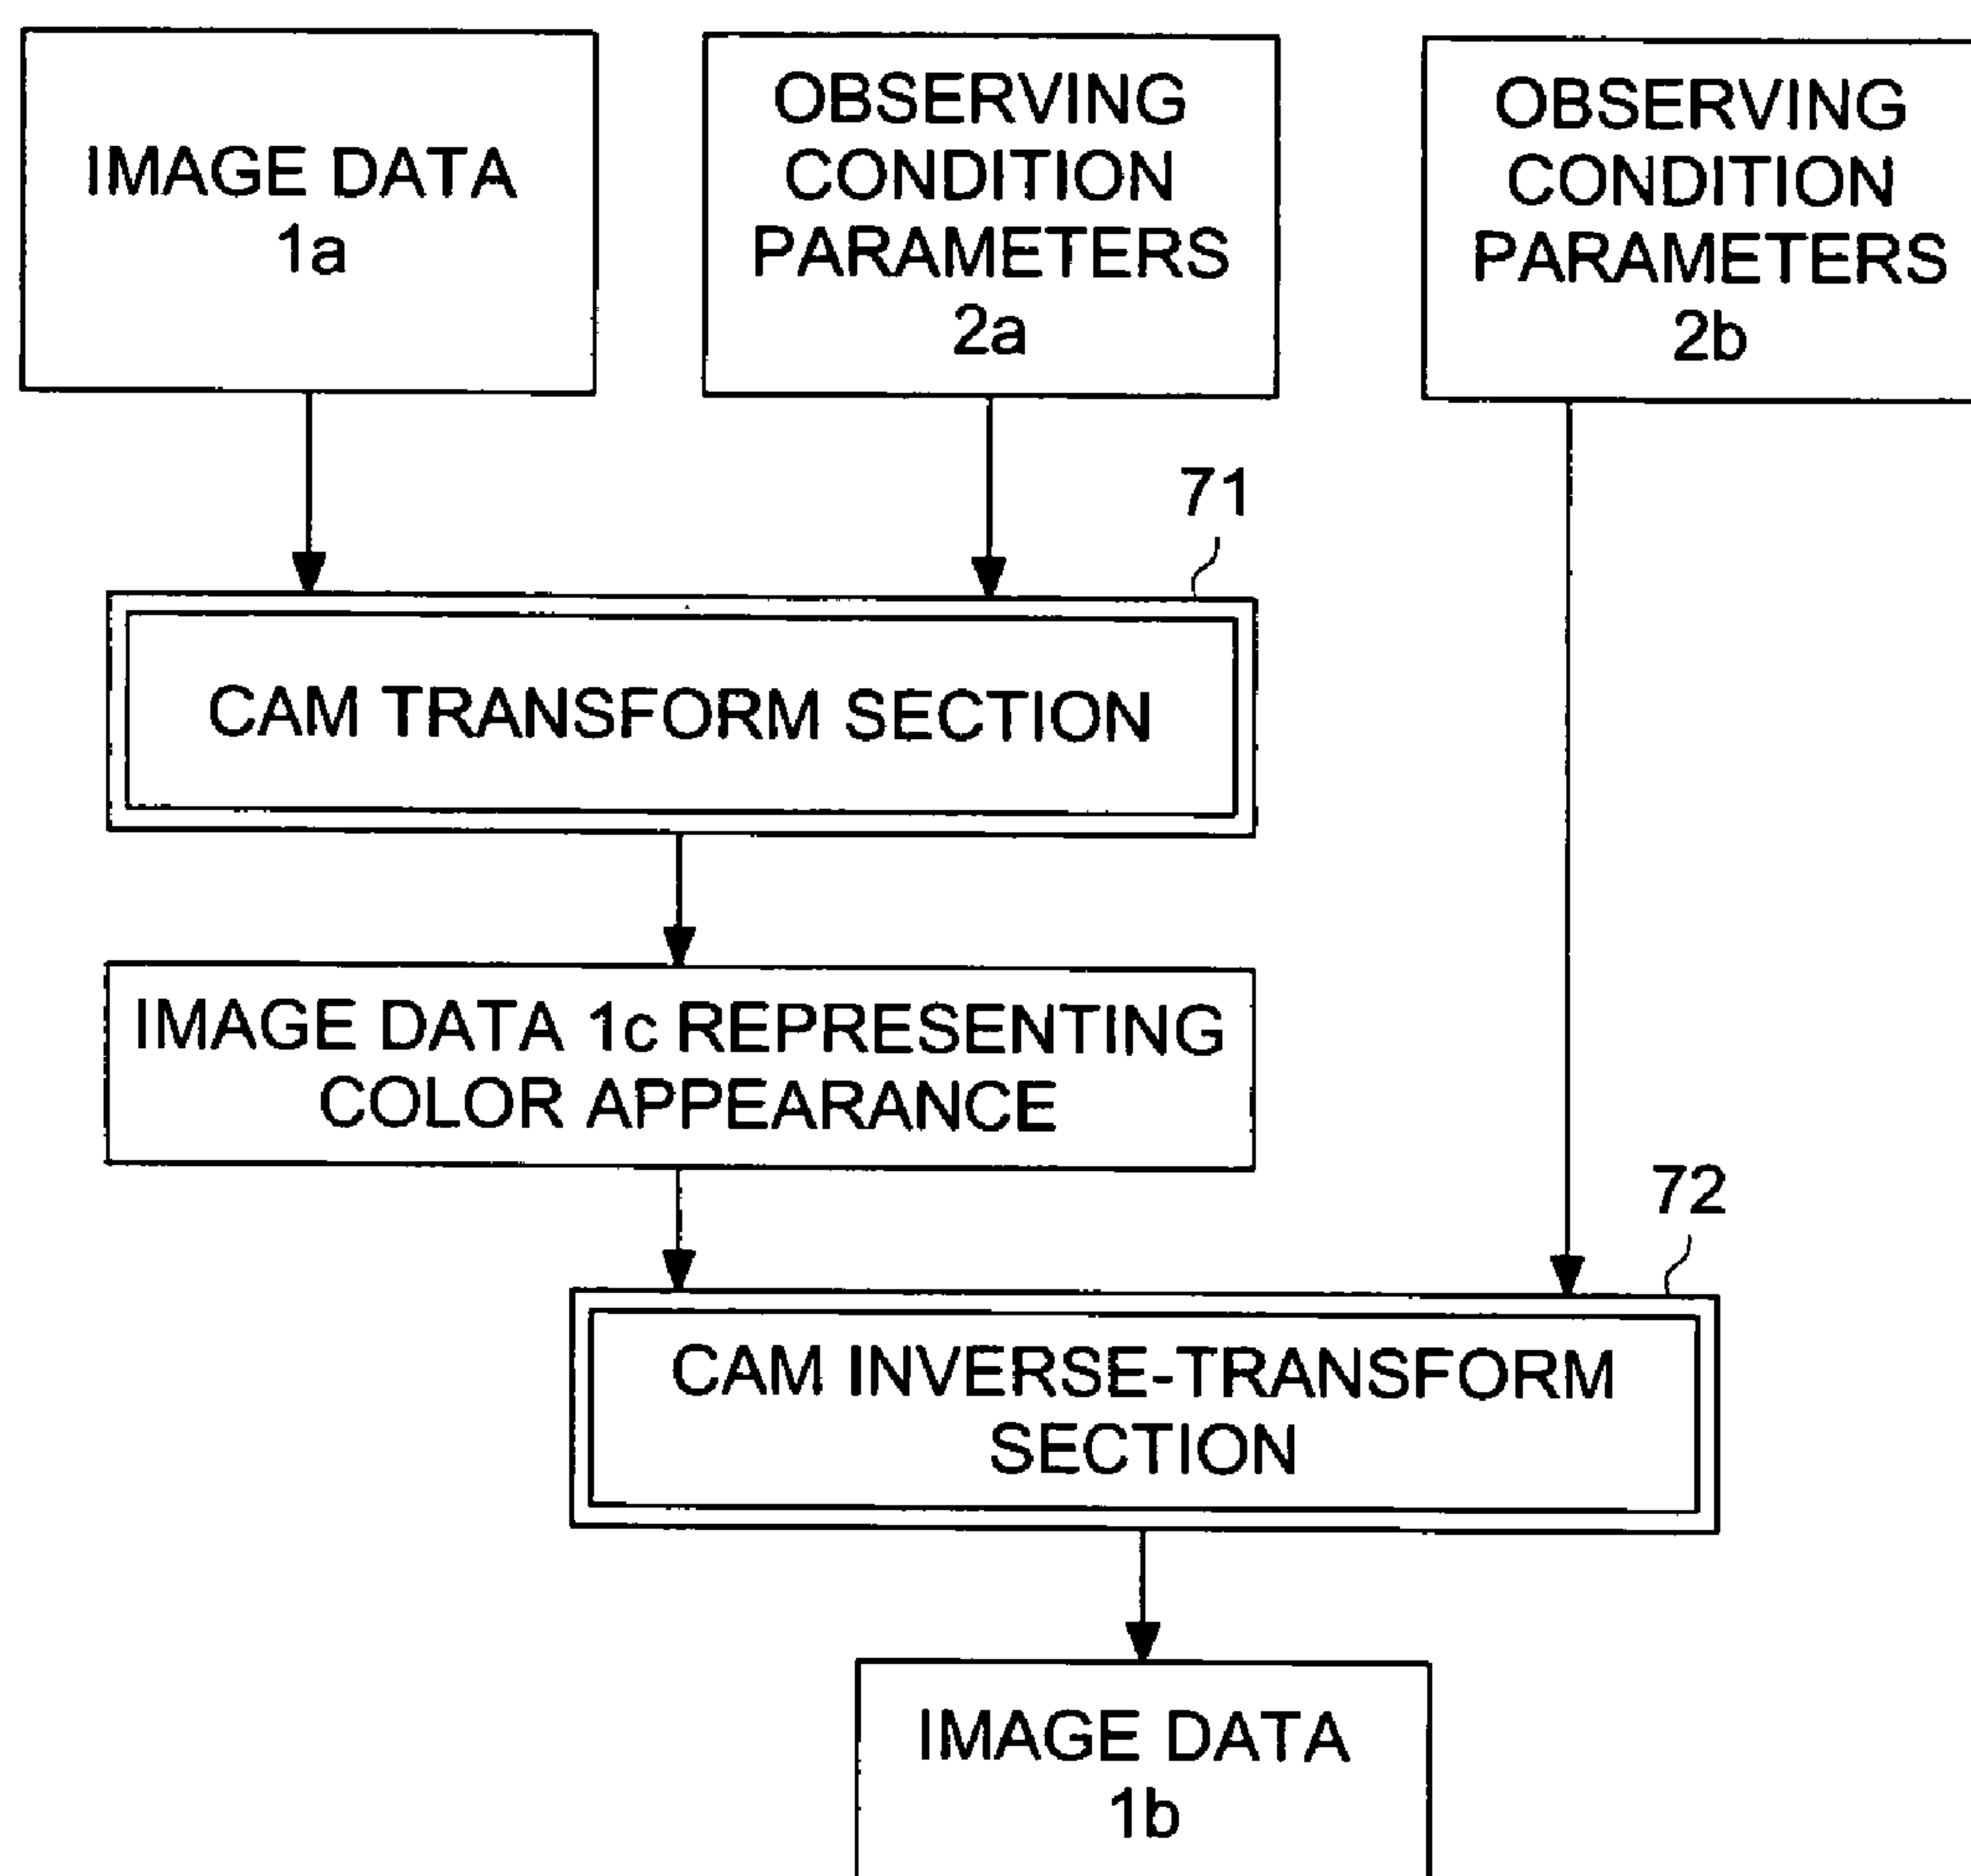 IMAGE DATA
1a
OBSERVING
CONDITION
PARAMETERS
2a
OBSERVING
CONDITION
PARAMETERS
2b
71
CAM TRANSFORM SECTION
IMAGE DATA 1c REPRESENTING
COLOR APPEARANCE
72
CAM INVERSE-TRANSFORM
SECTION
IMAGE DATA
1b